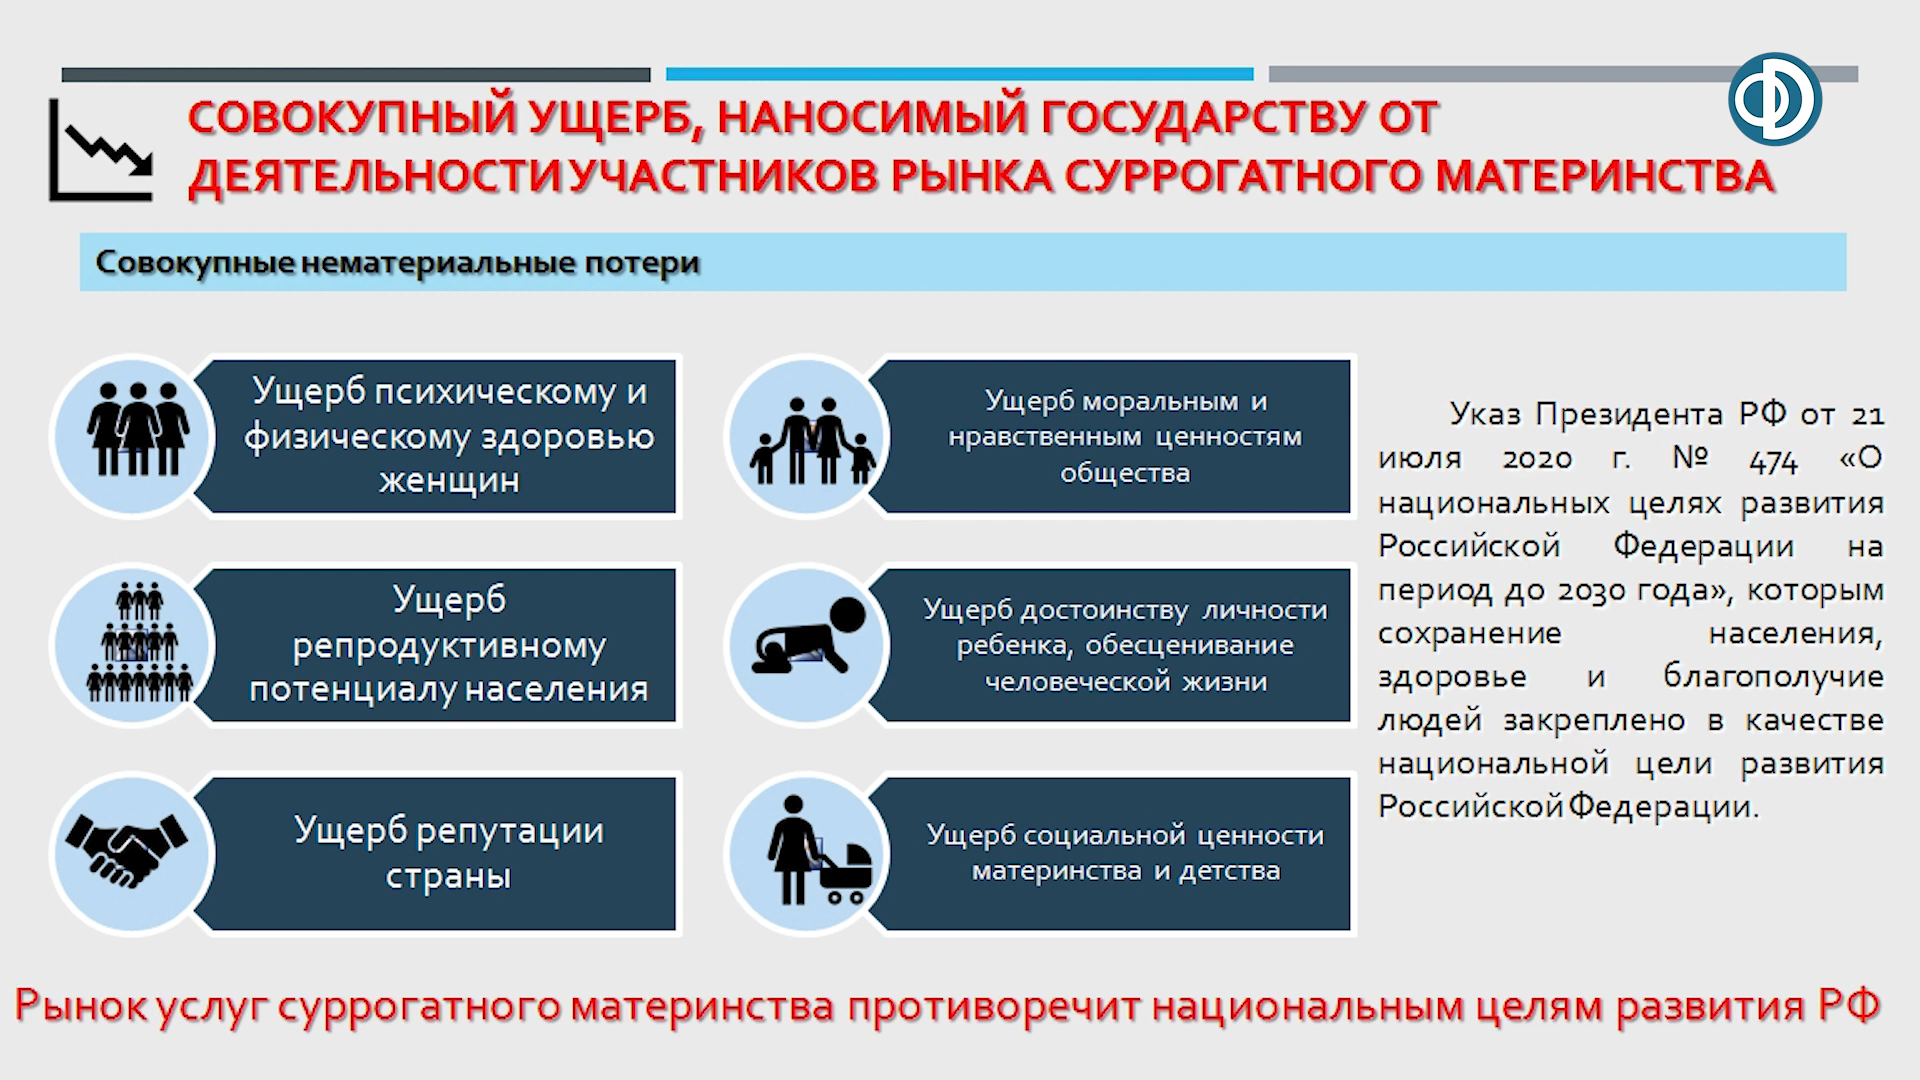 СОВОКУПНЫЙ УЩЕРБ, НАНОСИМЫЙ ГОСУДАРСТВУ ОТ
ДЕЯТЕЛЬНОСТИ УЧАСТНИКОВ РЫНКА СУРРОГАТНОГО МАТЕРИНСТВА
Совокупные нематериальные потери
Ущерб психическому и
физическому здоровью
женщин
Ущерб
репродуктивному
потенциалу населения
Ущерб репутации
страны
Ущерб моральным и
нравственным ценностям
общества
Ущерб достоинству личности
ребенка, обесценивание
человеческой жизни
Ущерб социальной ценности
материнства и детства
Указ Президента РФ от 21
июля 2020 г. № 474 «О
национальных целях развития
Российской Федерации на
период до 2030 года», которым
сохранение населения,
здоровье и благополучие
людей закреплено в качестве
национальной цели развития
Российской Федерации.
Рынок услуг суррогатного материнства противоречит национальным целям развития РФ